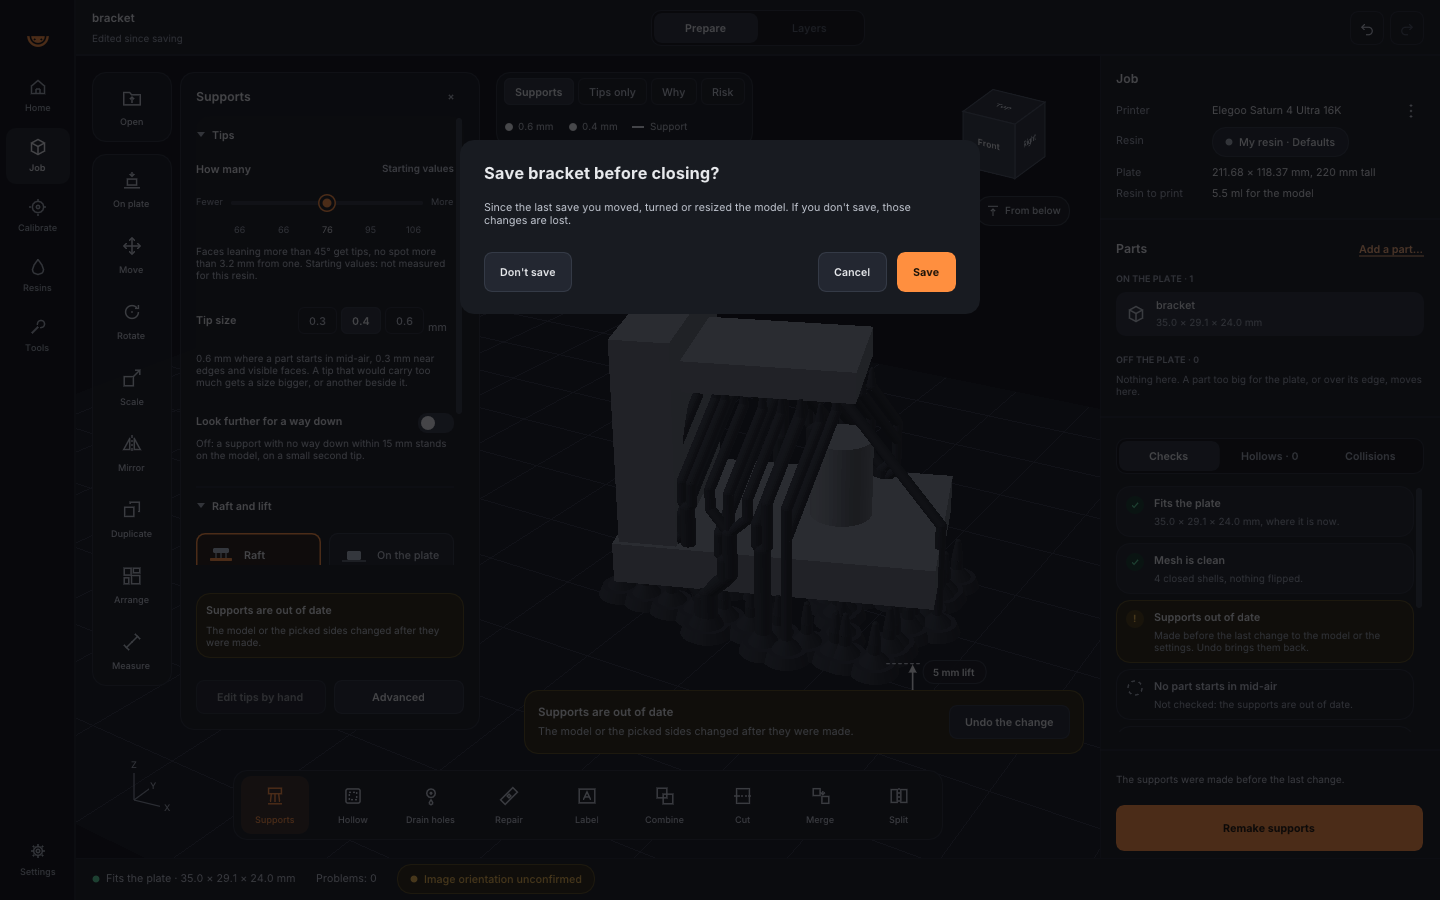 bracket
Edited since saving
Prepare
Layers
Home
Job
Calibrate
Resins
Tools
Settings
Open
On plate
Move
Rotate
Scale
Mirror
Duplicate
Arrange
Measure
Supports
×
Tips
How many
Starting values
Fewer
More
66 66 76 95 106
Faces leaning more than 45° get tips, no spot more
than 3.2 mm from one. Starting values: not measured
for this resin.
Tip size
0.3 0.4 0.6 mm
0.6 mm where a part starts in mid-air, 0.3 mm near
edges and visible faces. A tip that would carry too
much gets a size bigger, or another beside it.
Look further for a way down
Off: a support with no way down within 15 mm stands
on the model, on a small second tip.
Raft and lift
Raft
On the plate
Supports are out of date
The model or the picked sides changed after they
were made.
Edit tips by hand
Advanced
Supports Tips only Why Risk
0.6 mm 0.4 mm Support
Front
From below
Save bracket before closing?
Since the last save you moved, turned or resized the model. If you don't save, those
changes are lost.
Don't save
Cancel
Save
5 mm lift
Supports are out of date
The model or the picked sides changed after they were made.
Undo the change
Z
Y
X
Supports
Hollow
Drain holes
Repair
Label
Combine
Cut
Merge
Split
Job
Printer Elegoo Saturn 4 Ultra 16K
Resin My resin · Defaults
Plate 211.68 × 118.37 mm, 220 mm tall
Resin to print 5.5 ml for the model
Parts
Add a part...
ON THE PLATE · 1
bracket
35.0 × 29.1 × 24.0 mm
OFF THE PLATE · 0
Nothing here. A part too big for the plate, or over its edge, moves
here.
Checks
Hollows · 0
Collisions
Fits the plate
35.0 × 29.1 × 24.0 mm, where it is now.
Mesh is clean
4 closed shells, nothing flipped.
Supports out of date
Made before the last change to the model or the
settings. Undo brings them back.
No part starts in mid-air
Not checked: the supports are out of date.
The supports were made before the last change.
Remake supports
Fits the plate · 35.0 × 29.1 × 24.0 mm
Problems: 0
Image orientation unconfirmed